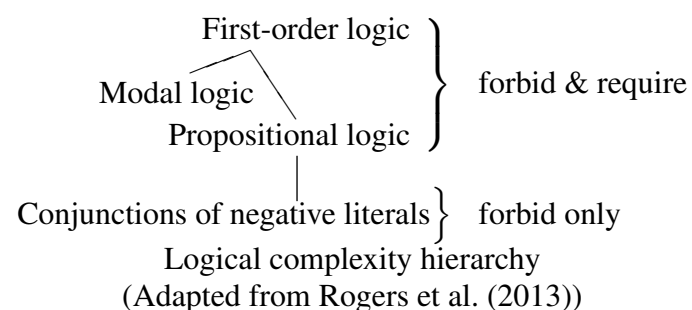 First-order logic
forbid & require
Modal logic
Propositional logic
Conjunctions of negative literals
forbid only
Logical complexity hierarchy
(Adapted from Rogers et al. (2013))